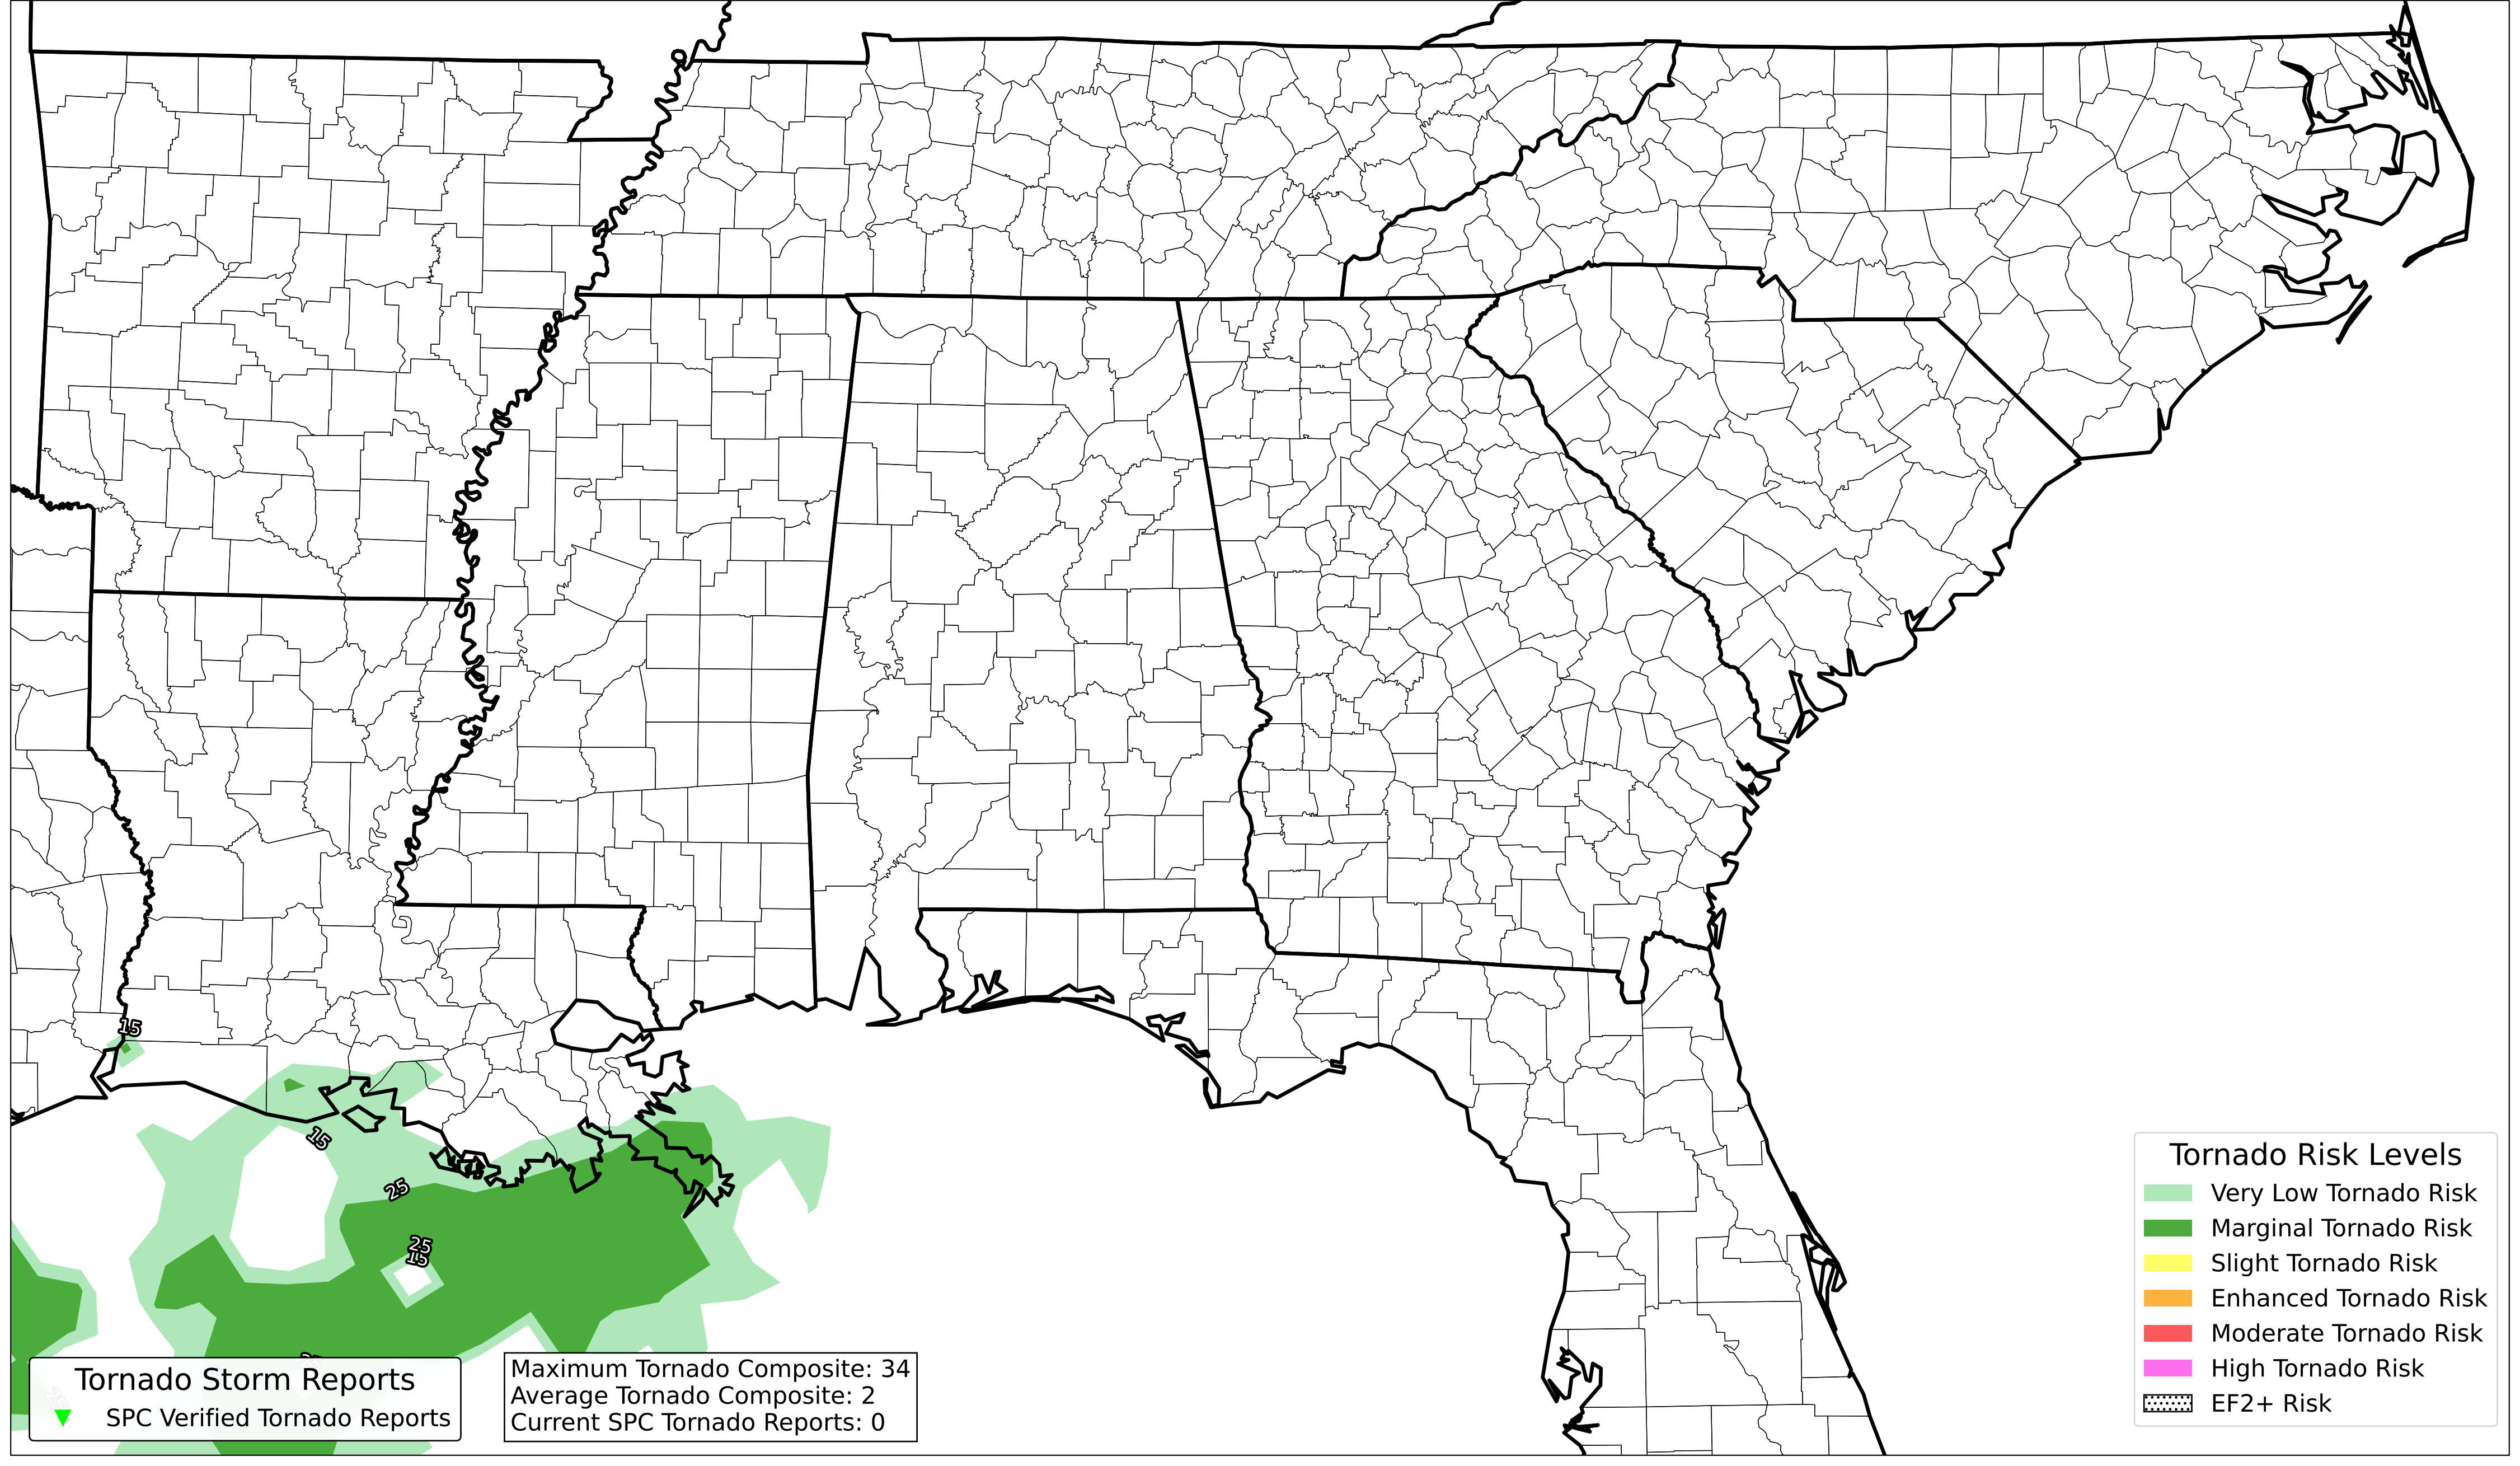 15
15
25
25
15
Tornado Storm Reports
SPC Verified Tornado Reports
Maximum Tornado Composite: 34
Average Tornado Composite: 2
Current SPC Tornado Reports: 0
Tornado Risk Levels
Very Low Tornado Risk
Marginal Tornado Risk
Slight Tornado Risk
Enhanced Tornado Risk
Moderate Tornado Risk
High Tornado Risk
EF2+ Risk